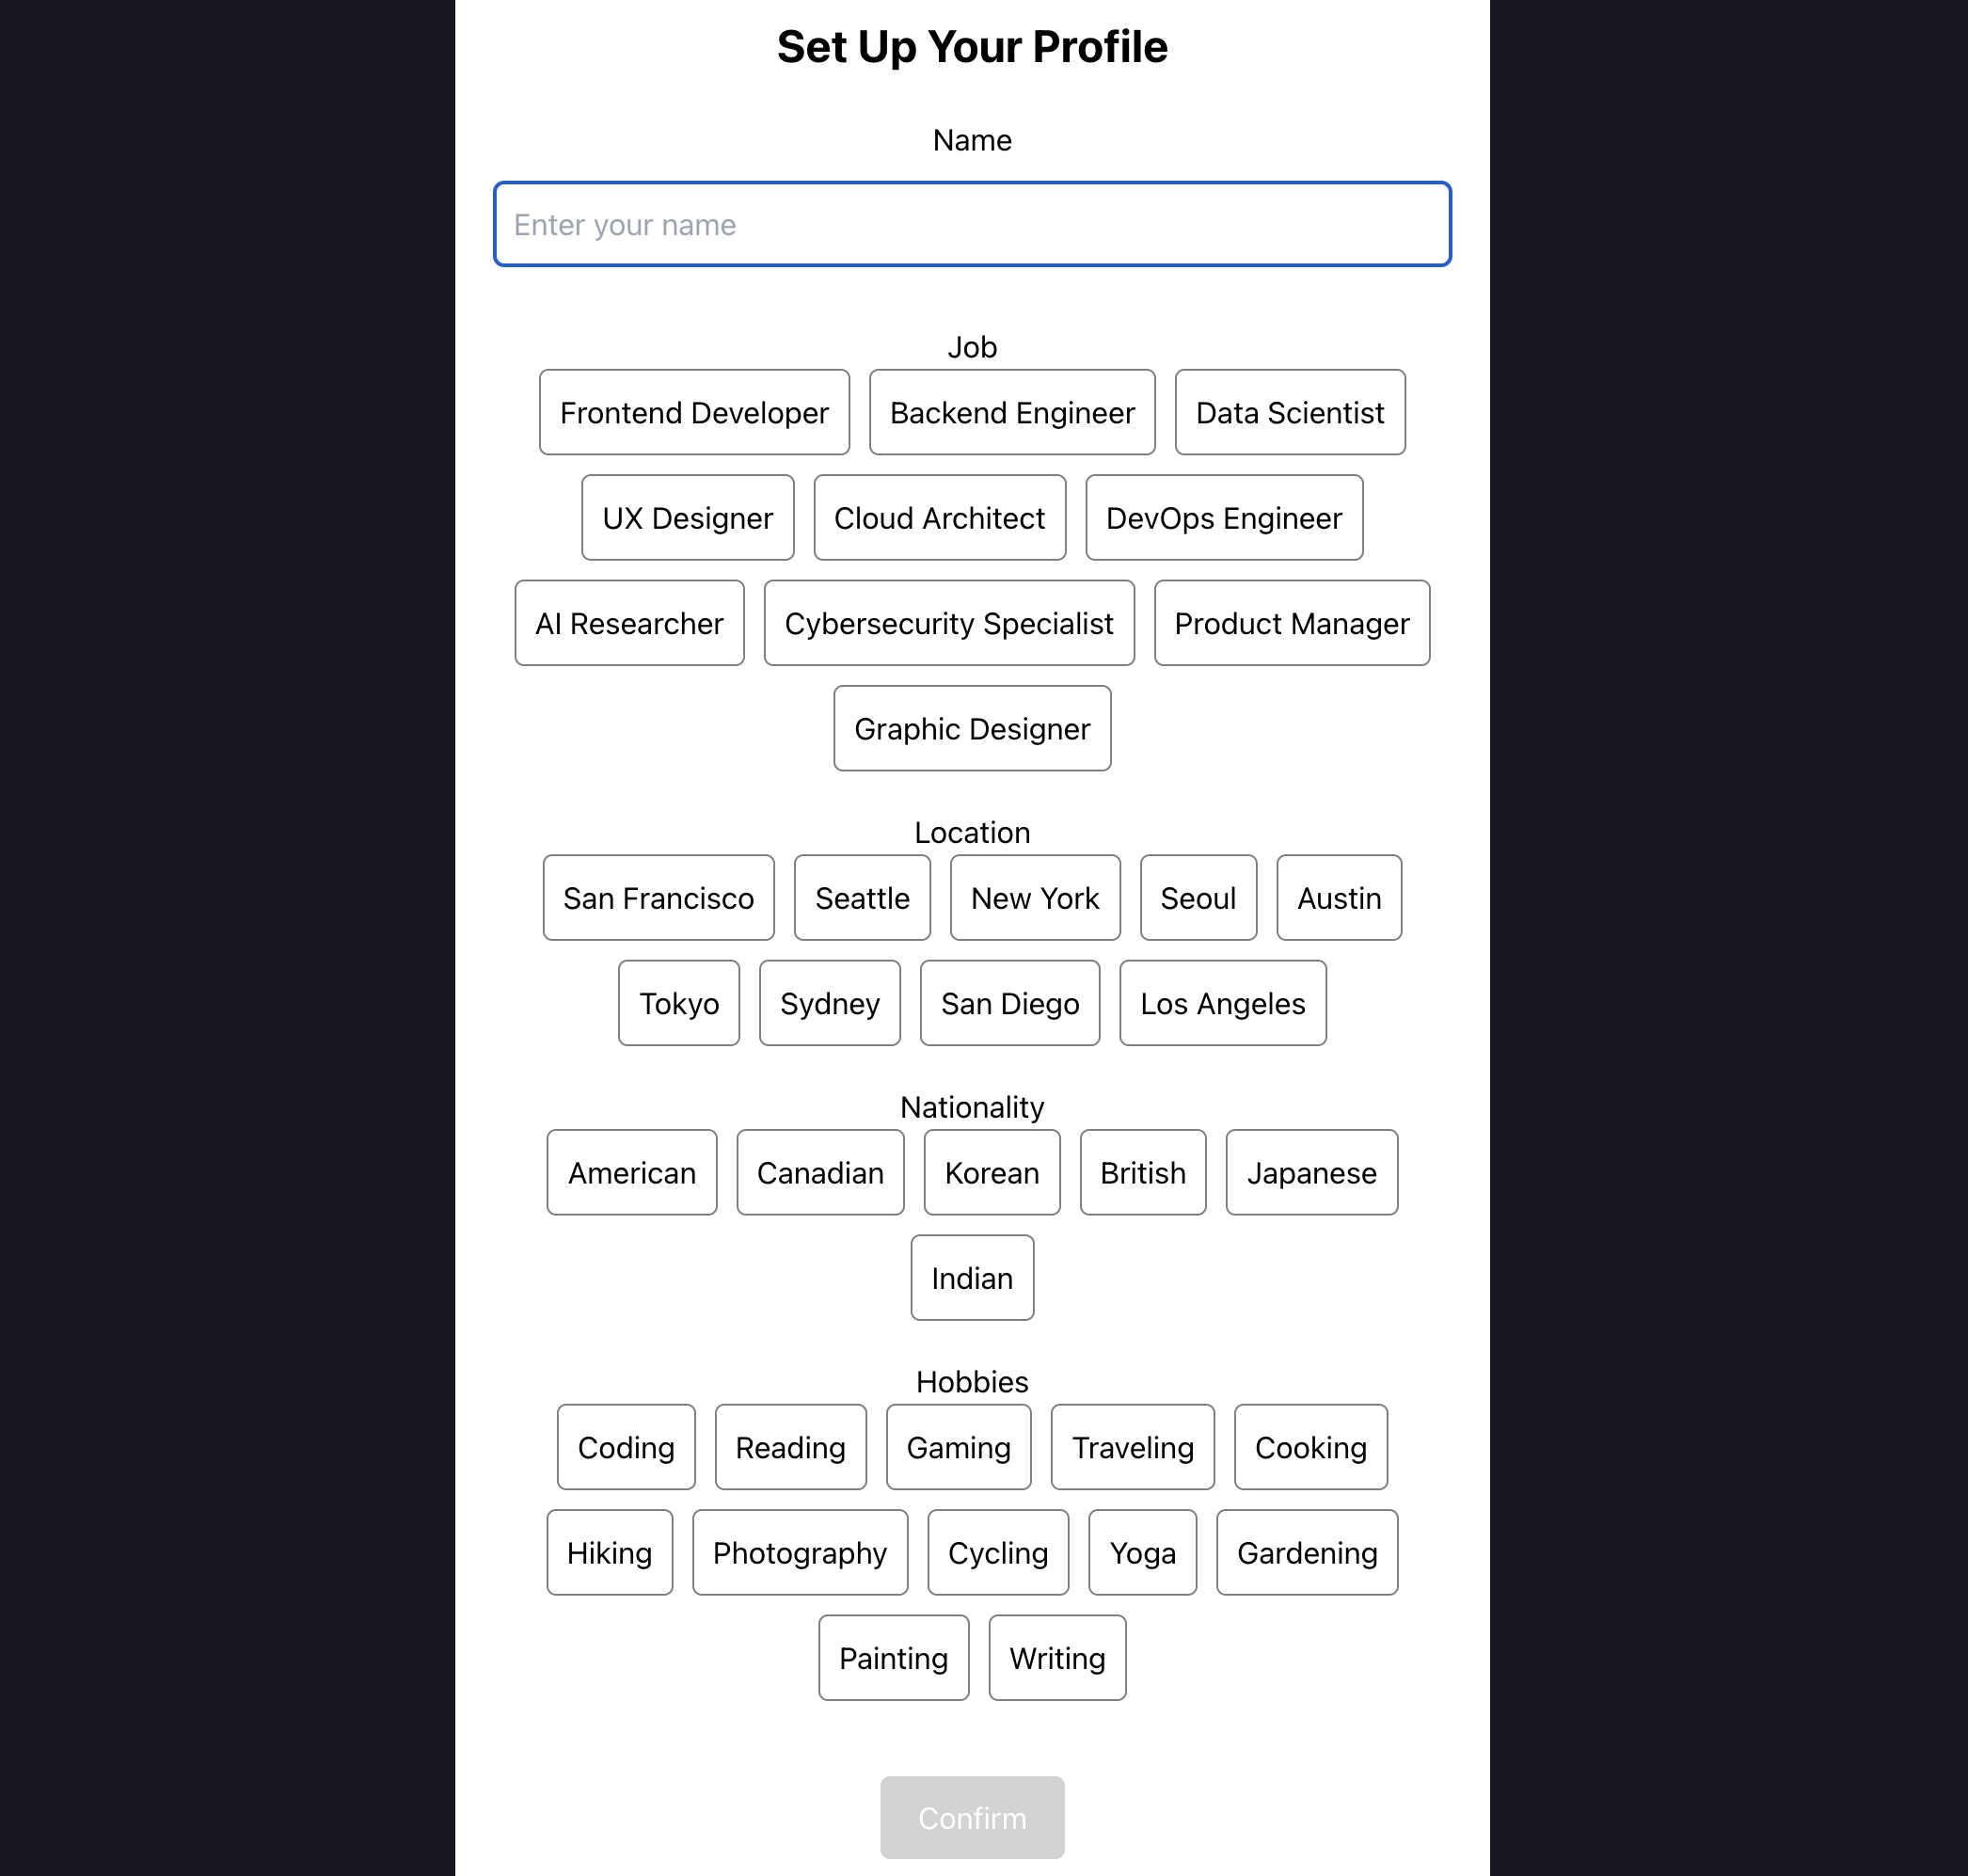 Set Up Your Profile
Name
Enter your name
Job
Frontend Developer Backend Engineer Data Scientist
UX Designer Cloud Architect DevOps Engineer
AI Researcher Cybersecurity Specialist Product Manager
Graphic Designer
Location
San Francisco Seattle New York Seoul Austin
Tokyo Sydney San Diego Los Angeles
Nationality
American Canadian Korean British Japanese
Indian
Hobbies
Coding Reading Gaming Traveling Cooking
Hiking Photography Cycling Yoga Gardening
Painting Writing
Confirm